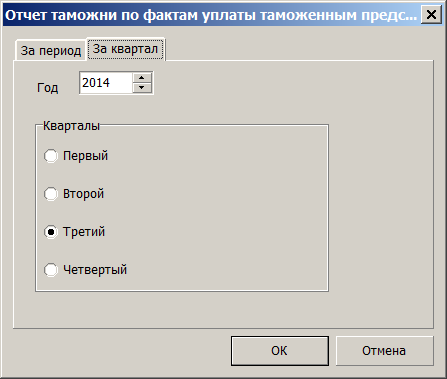 Отчет таможни по фактам уплаты таможенным предс...
За период За квартал
Год 2014
Кварталы
Первый
Второй
Третий
Четвертый
OK Отмена